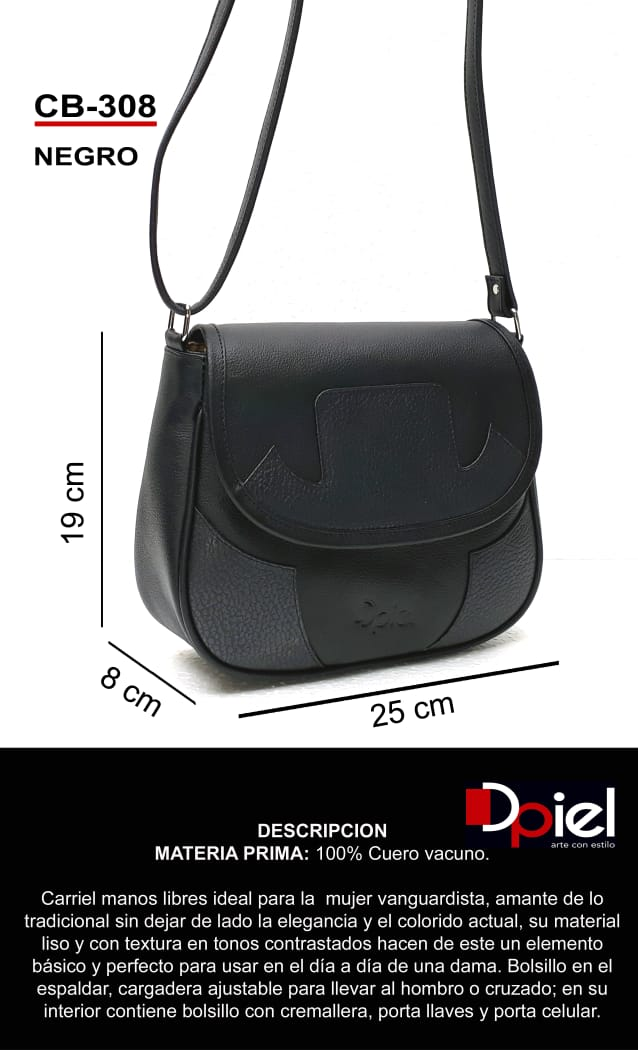 CB-308
NEGRO
19 cm
8 cm
25 cm
Dpiel
Dpiel
arte con estilo
DESCRIPCION
MATERIA PRIMA: 100% Cuero vacuno.
Carriel manos libres ideal para la mujer vanguardista, amante de lo
tradicional sin dejar de lado la elegancia y el colorido actual, su material
liso y con textura en tonos contrastados hacen de este un elemento
básico y perfecto para usar en el día a día de una dama. Bolsillo en el
espaldar, cargadera ajustable para llevar al hombro o cruzado; en su
interior contiene bolsillo con cremallera, porta llaves y porta celular.